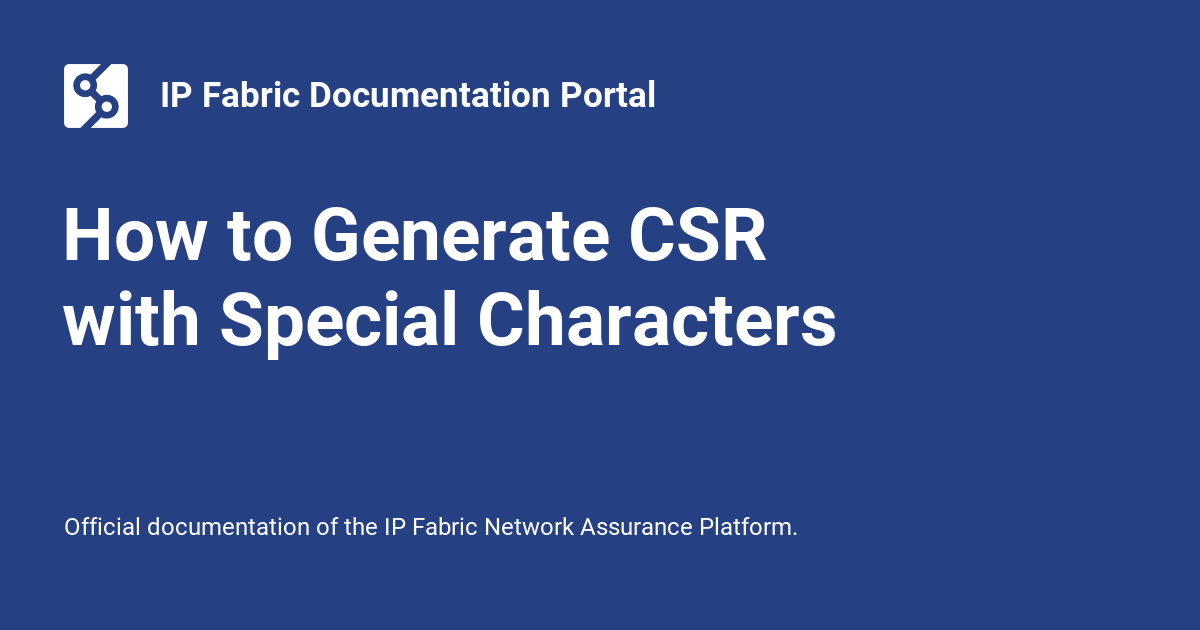 IP Fabric Documentation Portal
How to Generate CSR
with Special Characters
Official documentation of the IP Fabric Network Assurance Platform.